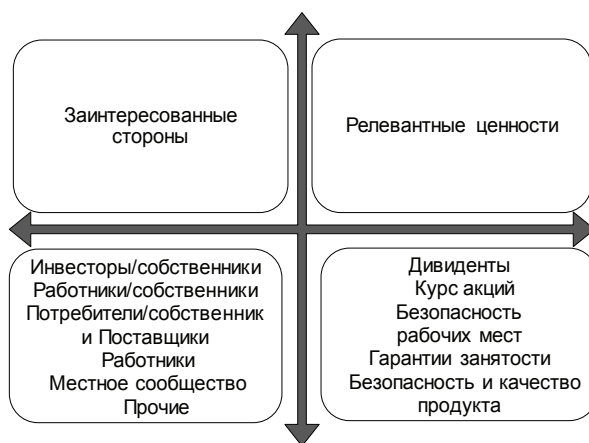 Заинтересованные
стороны
Релевантные ценности
Инвесторы/собственники
Работники/собственники
Потребители/собственник
и Поставщики
Работники
Местное сообщество
Прочие
Дивиденты
Курс акций
Безопасность
рабочих мест
Гарантии занятости
Безопасность и качество
продукта